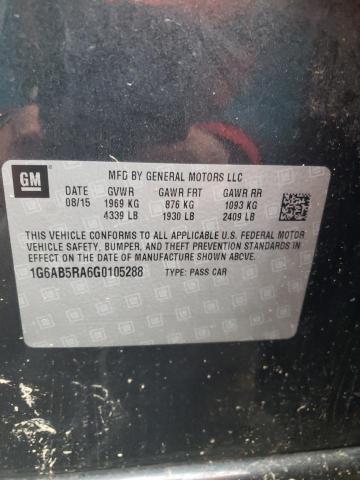 GM
MFD BY GENERAL MOTORS LLC
DATE GVWR GAWR FRT GAWR RR
08/15 1969 KG 876 KG 1093 KG
4339 LB 1930 LB 2409 LB
THIS VEHICLE CONFORMS TO ALL APPLICABLE U.S. FEDERAL MOTOR
VEHICLE SAFETY, BUMPER, AND THEFT PREVENTION STANDARDS
IN EFFECT ON THE DATE OF MANUFACTURE SHOWN ABOVE.
1G6AB5RA6G0105288 TYPE: PASS CAR